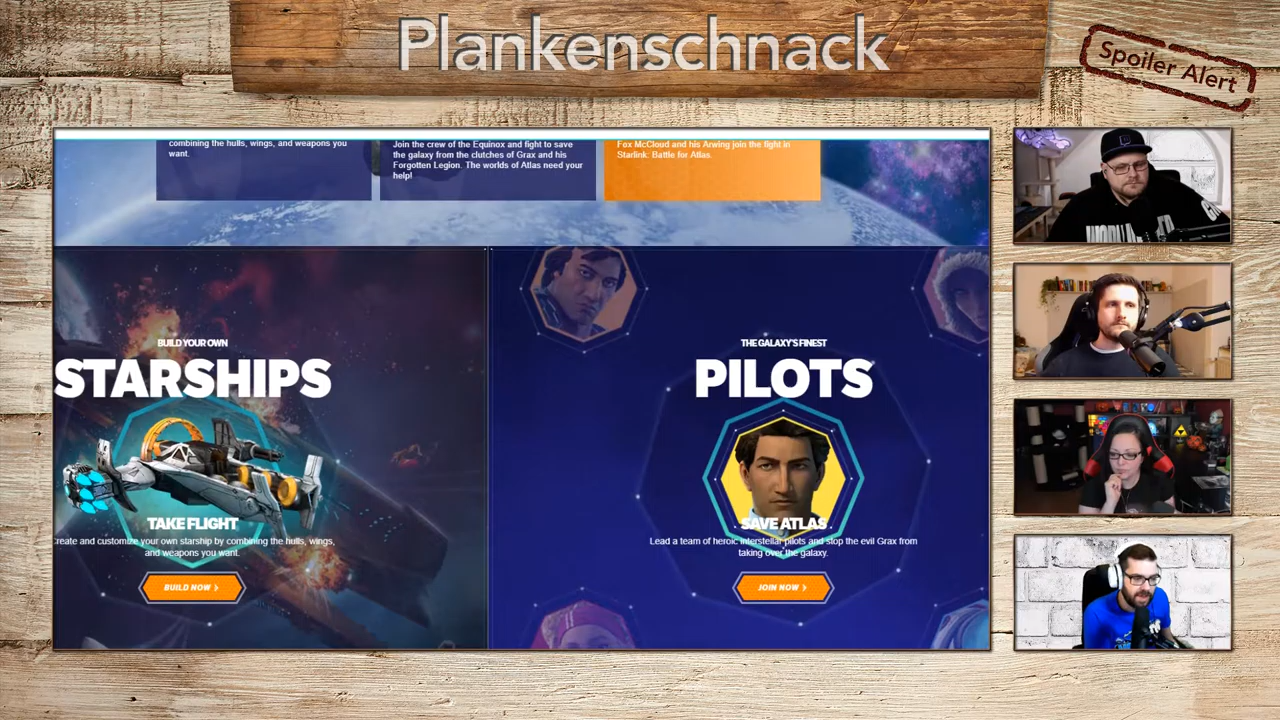 Plankenschnack
Spoiler Alert
combining the hulls, wings, and weapons you
want.
Join the crew of the Equinox and fight to save
the galaxy from the clutches of Grax and his
Forgotten Legion. The worlds of Atlas need your
help!
Fox McCloud and his Arwing join the fight in
Starlink: Battle for Atlas.
BUILD YOUR OWN
STARSHIPS
TAKE FLIGHT
reate and customize your own starship by combining the hulls, wings,
and weapons you want.
BUILD NOW
THE GALAXY'S FINEST
PILOTS
SAVE ATLAS
Lead a team of heroic interstellar pilots and stop the evil Grax from
taking over the galaxy.
JOIN NOW